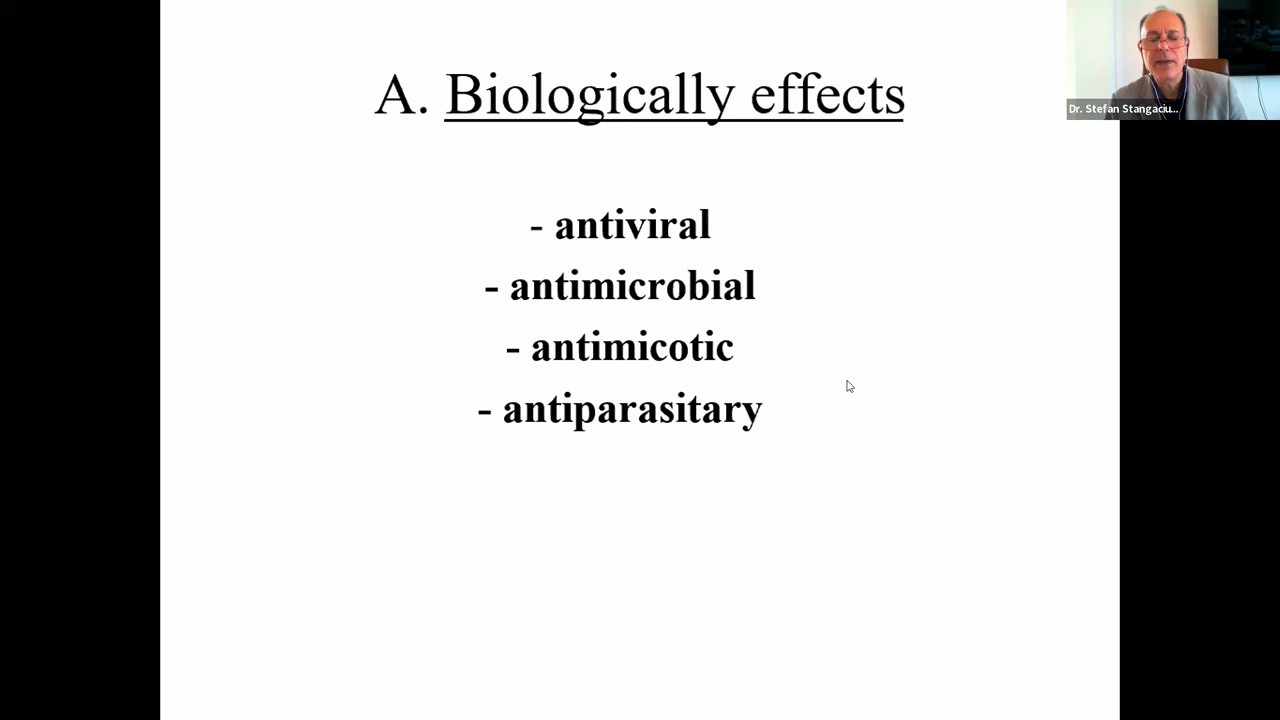 A. Biologically effects
Dr. Stefan Stangaciu...
- antiviral
- antimicrobial
- antimicotic
- antiparasitary